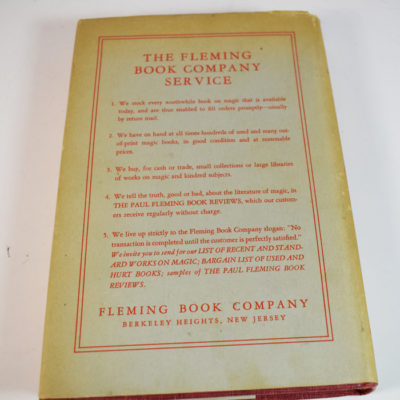 THE FLEMING
BOOK COMPANY
SERVICE
1. We stock every worthwhile book on magic that is available
today, and are thus enabled to fill orders promptly—usually
by return mail.
2. We have on hand at all times hundreds of used and many out-
of-print magic books, in good condition and at reasonable
prices.
3. We buy, for cash or trade, small collections or large libraries
of works on magic and kindred subjects.
4. We tell the truth, good or bad, about the literature of magic, in
THE PAUL FLEMING BOOK REVIEWS, which our custom-
ers receive regularly without charge.
5. We live up strictly to the Fleming Book Company slogan: "No
transaction is completed until the customer is perfectly satisfied."
We invite you to send for our LIST OF RECENT AND STAND-
ARD WORKS ON MAGIC; BARGAIN LIST OF USED AND
HURT BOOKS; samples of THE PAUL FLEMING BOOK
REVIEWS.
FLEMING BOOK COMPANY
BERKELEY HEIGHTS, NEW JERSEY